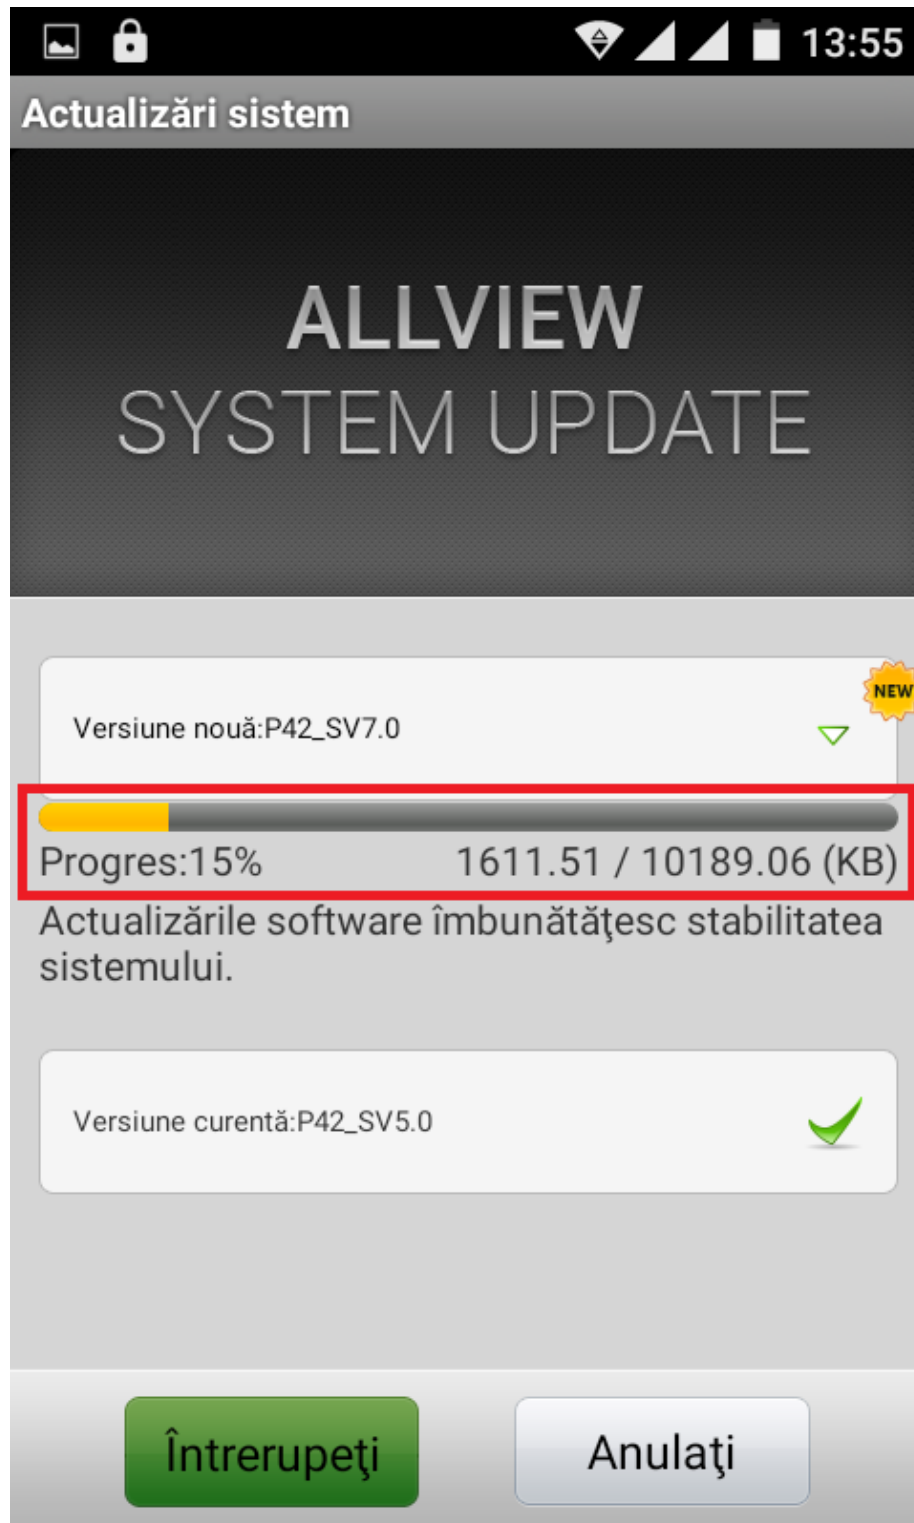 13:55
Actualizări sistem
ALLVIEW
SYSTEM UPDATE
NEW
Versiune nouă:P42_SV7.0
Progres:15% 1611.51 / 10189.06 (KB)
Actualizările software îmbunătăţesc stabilitatea
sistemului.
Versiune curentă:P42_SV5.0
Întrerupeţi Anulaţi